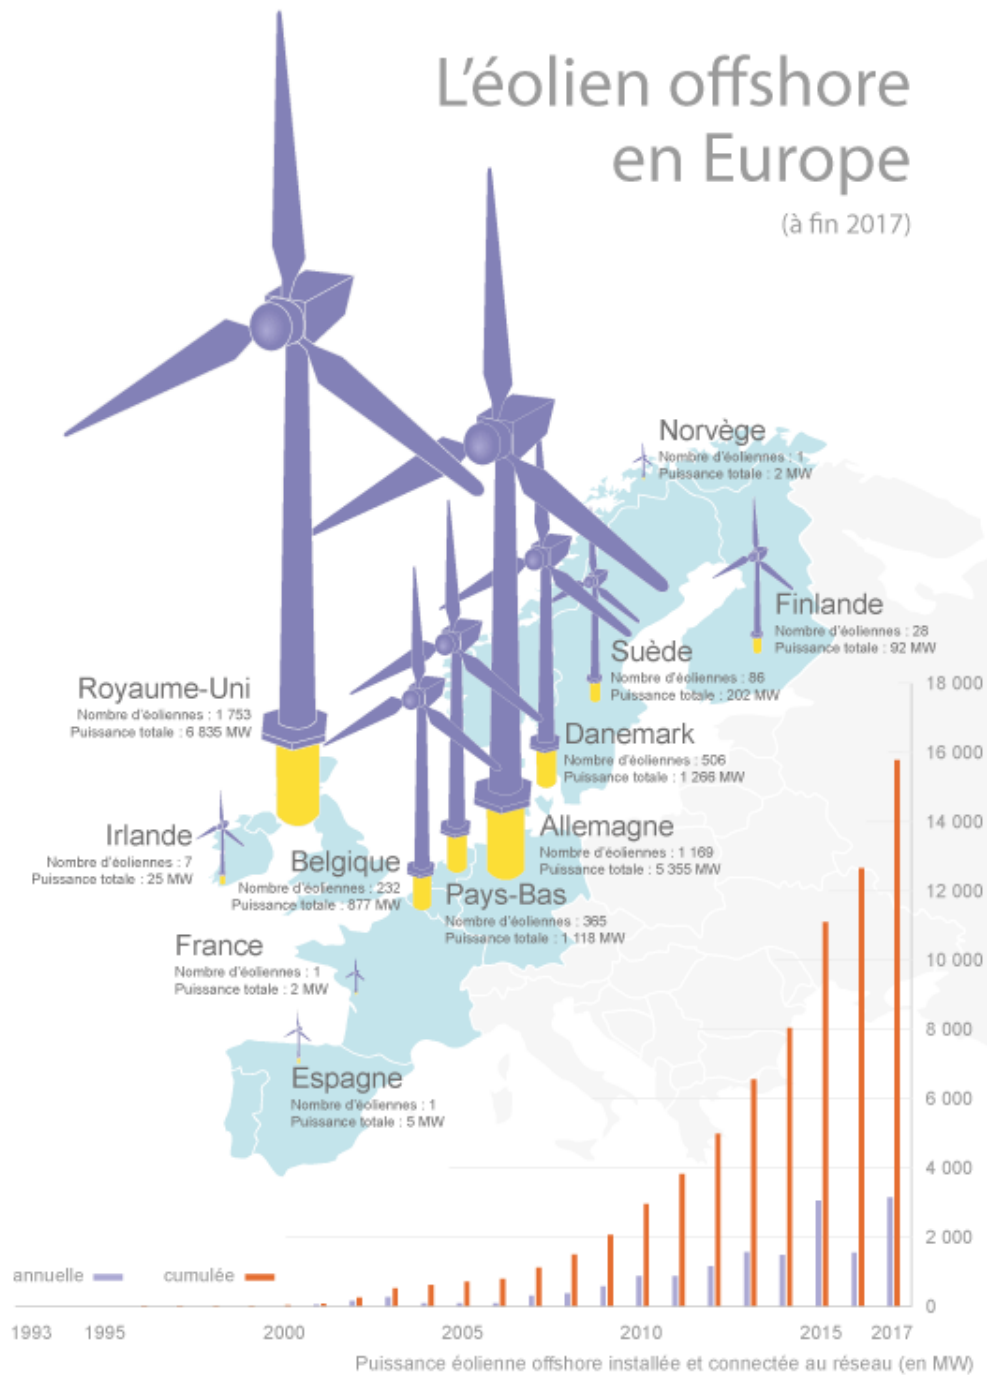 L'éolien offshore
en Europe
(à fin 2017)
Norvège
Nombre d'éoliennes : 1
Puissance totale : 2 MW
Finlande
Nombre d'éoliennes : 28
Puissance totale : 92 MW
Suède
Nombre d'éoliennes : 86
Puissance totale : 202 MW
Royaume-Uni
Nombre d'éoliennes : 1 753
Puissance totale : 6 835 MW
Danemark
Nombre d'éoliennes : 506
Puissance totale : 1 266 MW
Irlande
Nombre d'éoliennes : 7
Puissance totale : 25 MW
Allemagne
Nombre d'éoliennes : 1 169
Puissance totale : 5 355 MW
Belgique
Nombre d'éoliennes : 232
Puissance totale : 877 MW
Pays-Bas
Nombre d'éoliennes : 365
Puissance totale : 1 118 MW
France
Nombre d'éoliennes : 1
Puissance totale : 2 MW
Espagne
Nombre d'éoliennes : 1
Puissance totale : 5 MW
18 000
16 000
14 000
12 000
10 000
8 000
6 000
4 000
2 000
0
annuelle cumulée
1993 1995 2000 2005 2010 2015 2017
Puissance éolienne offshore installée et connectée au réseau (en MW)